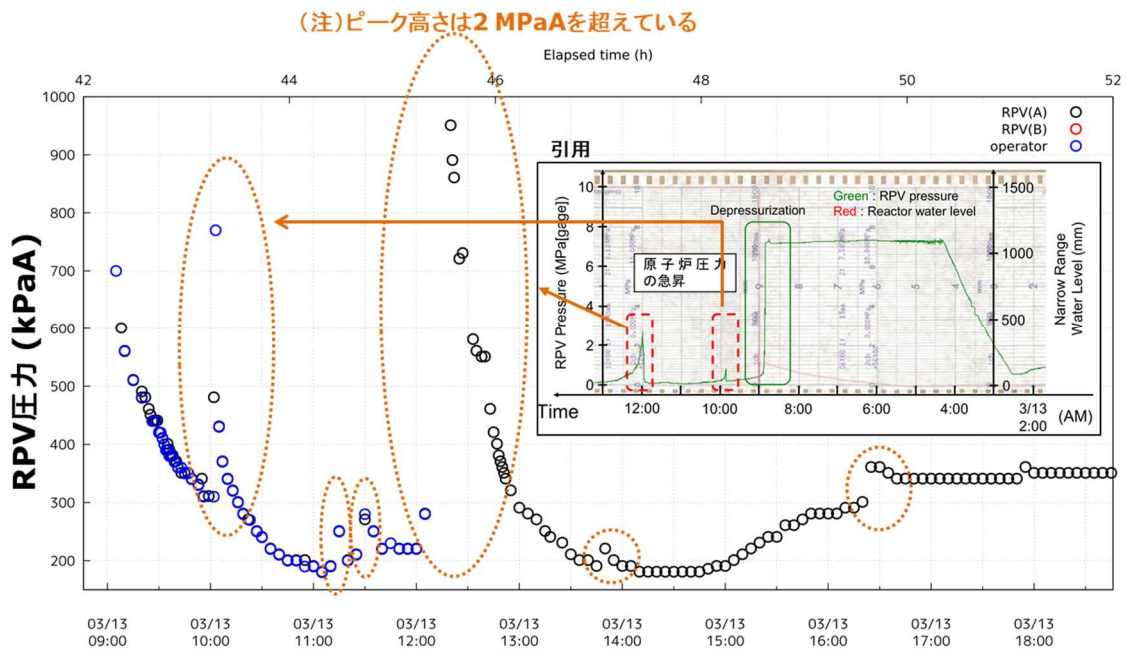 （注）ピーク高さは2 MPaAを超えている
Elapsed time (h)
42 44 46 48 50 52
RPV圧力 (kPaA)
1000
900
800
700
600
500
400
300
200
RPV(A)
RPV(B)
operator
引用
Green : RPV pressure
Red : Reactor water level
Depressurization
原子炉圧力
の急昇
RPV Pressure (MPa[gage])
10
8
6
4
2
0
1500
1000
500
0
Narrow Range
Water Level (mm)
Time 12:00 10:00 8:00 6:00 4:00 3/13 (AM)
2:00
03/13 03/13 03/13 03/13 03/13 03/13 03/13 03/13 03/13 03/13
09:00 10:00 11:00 12:00 13:00 14:00 15:00 16:00 17:00 18:00